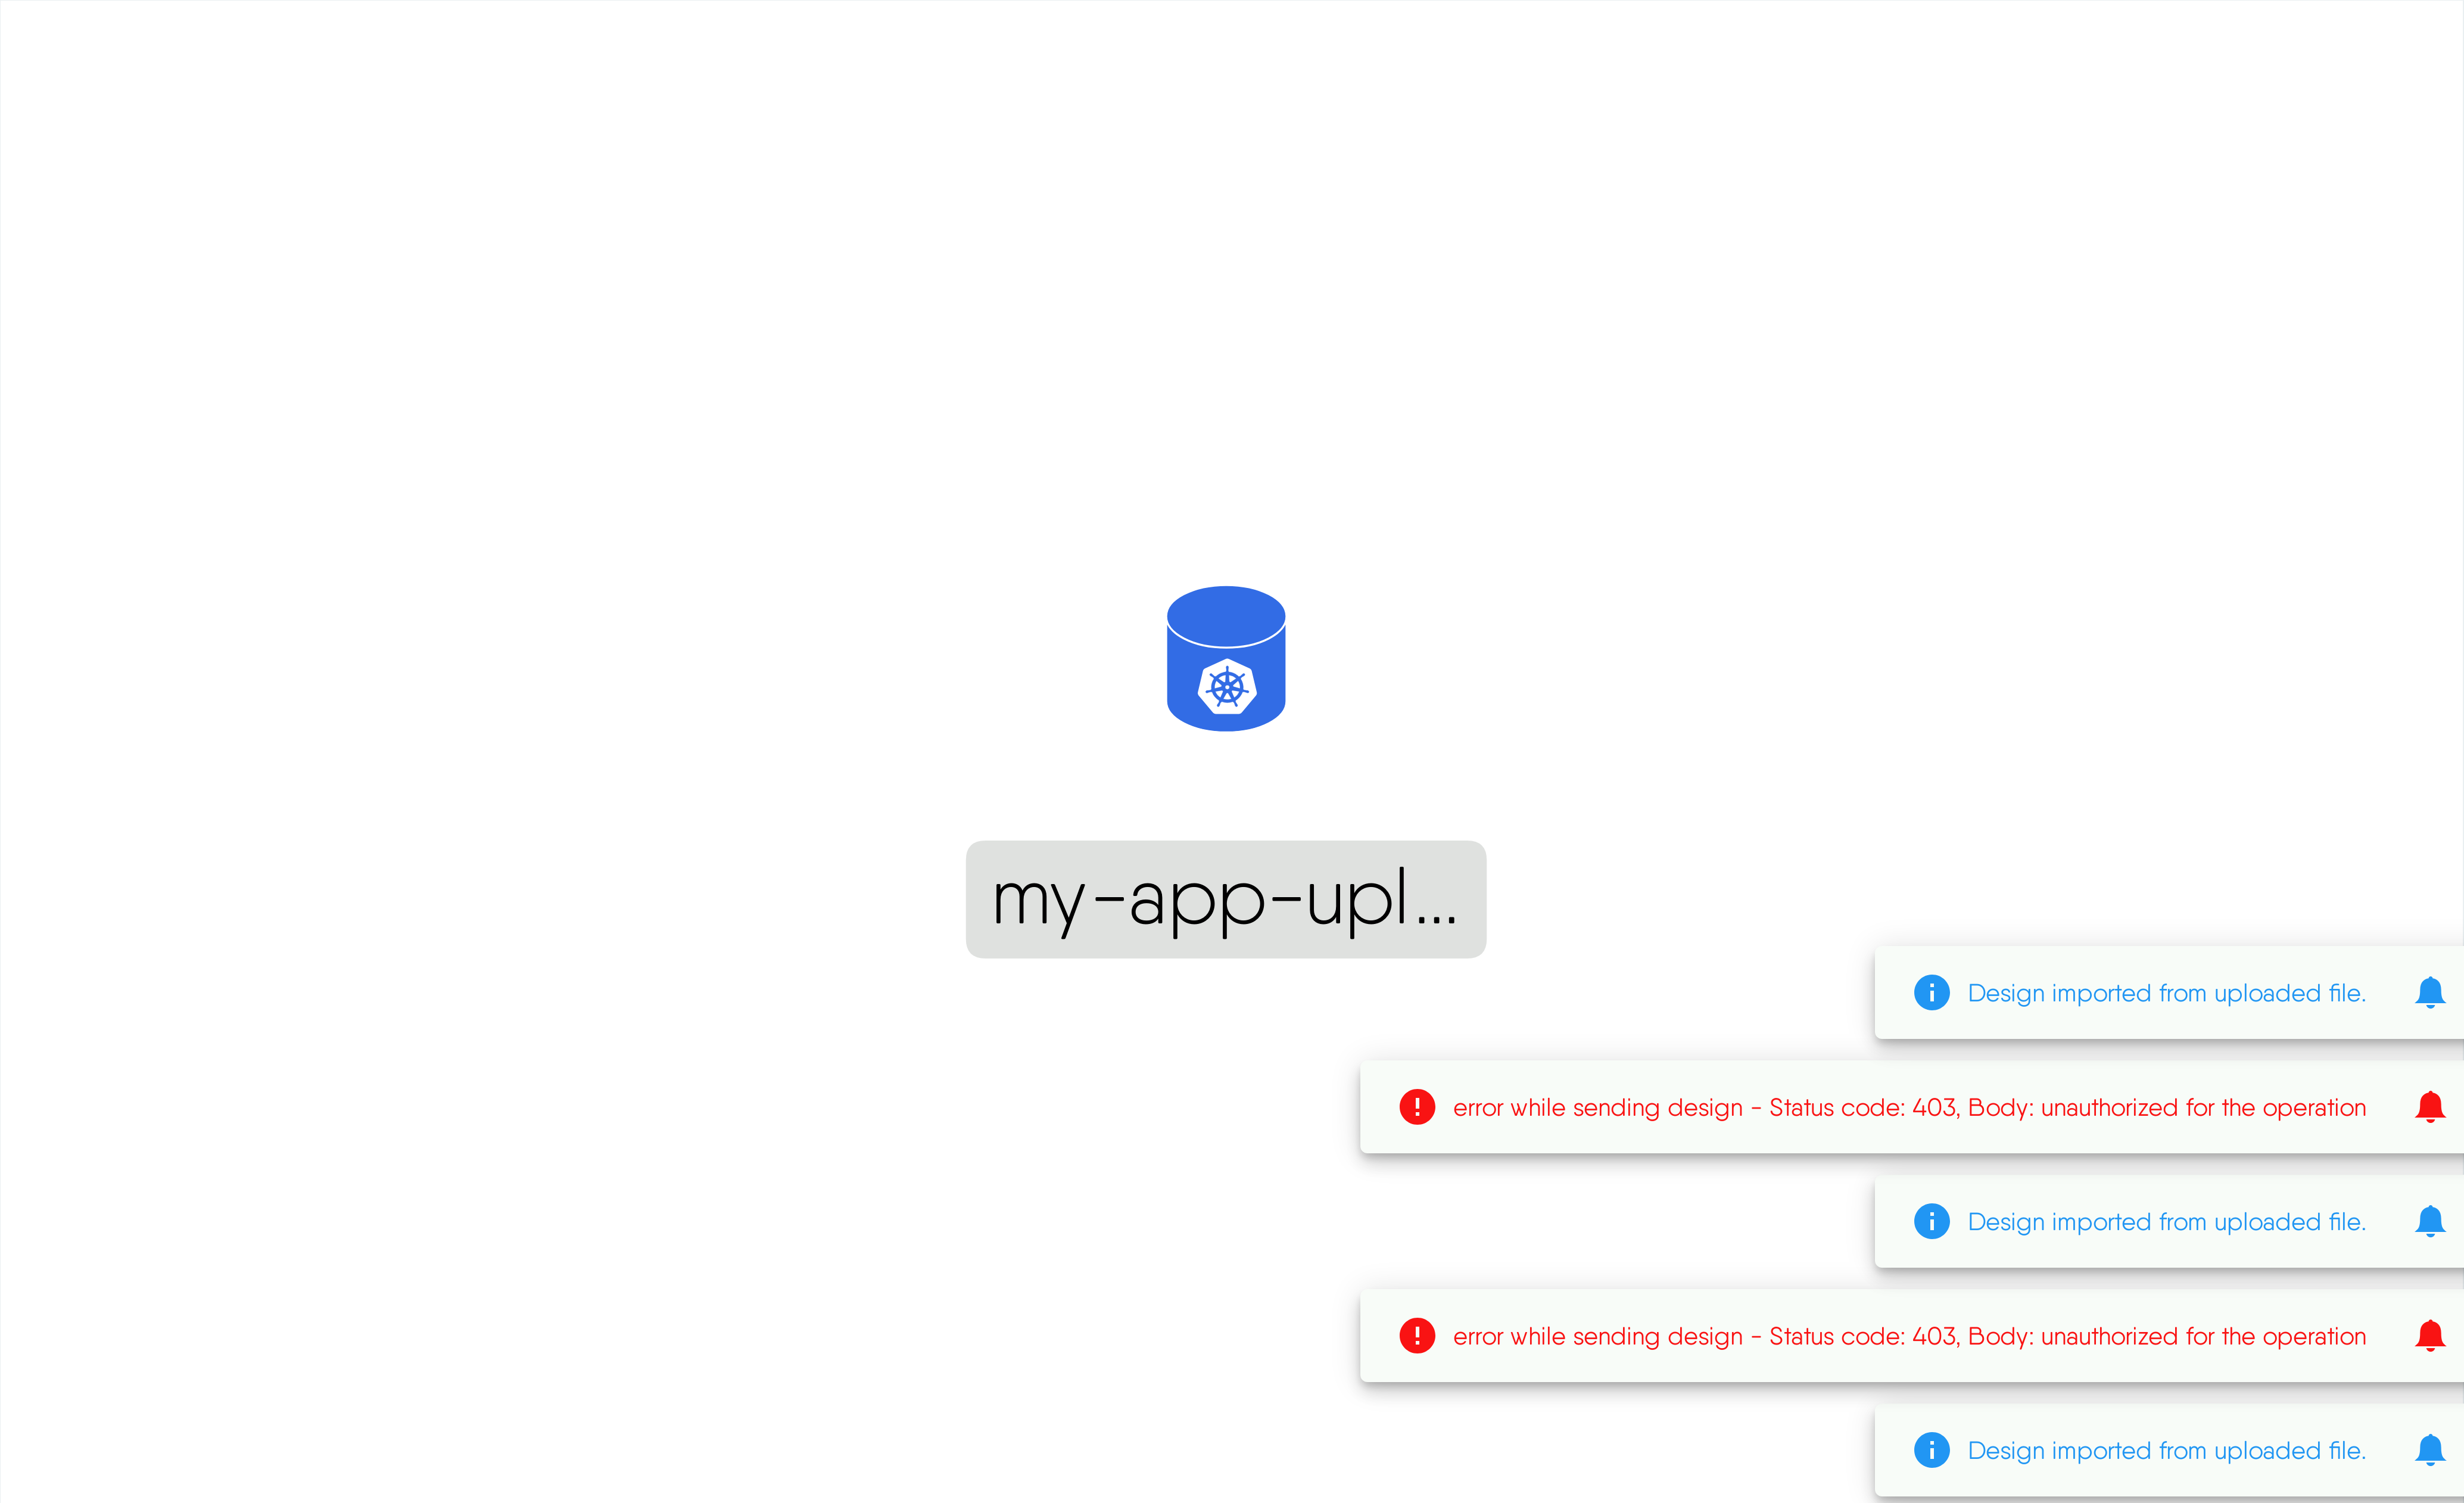 my-app-upl...
Design imported from uploaded file.
error while sending design - Status code: 403, Body: unauthorized for the operation
Design imported from uploaded file.
error while sending design - Status code: 403, Body: unauthorized for the operation
Design imported from uploaded file.